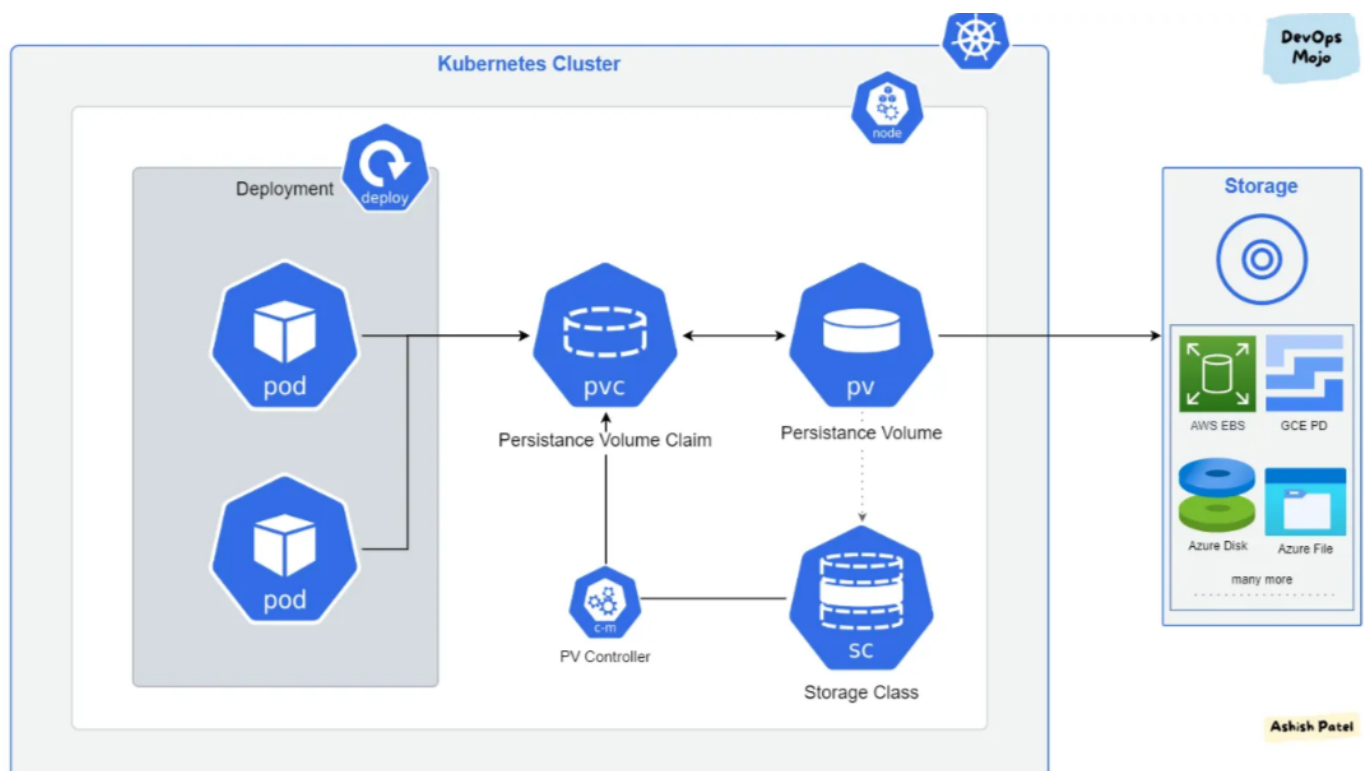 DevOps
Mojo
Kubernetes Cluster
node
Deployment
deploy
Storage
pod
pvc
pv
Persistance Volume Claim
Persistance Volume
AWS EBS
GCE PD
Azure Disk
Azure File
many more
pod
c-m
PV Controller
sc
Storage Class
Ashish Patel